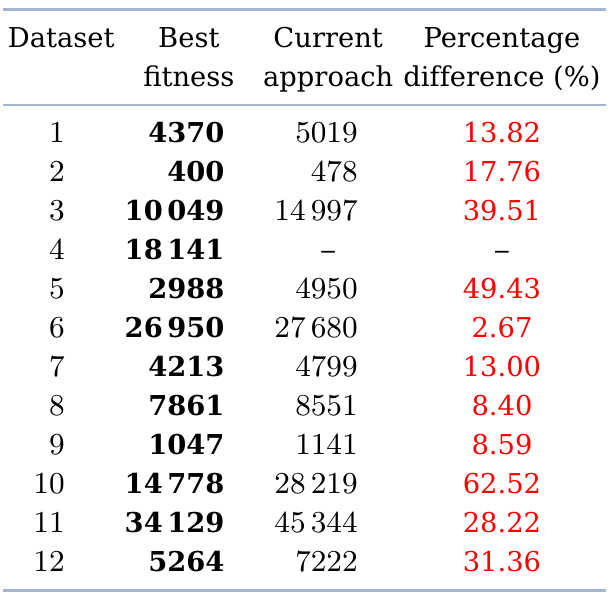 Dataset Best Current Percentage
fitness approach difference (%)
1 4370 5019 13.82
2 400 478 17.76
3 10 049 14 997 39.51
4 18 141 – –
5 2988 4950 49.43
6 26 950 27 680 2.67
7 4213 4799 13.00
8 7861 8551 8.40
9 1047 1141 8.59
10 14 778 28 219 62.52
11 34 129 45 344 28.22
12 5264 7222 31.36